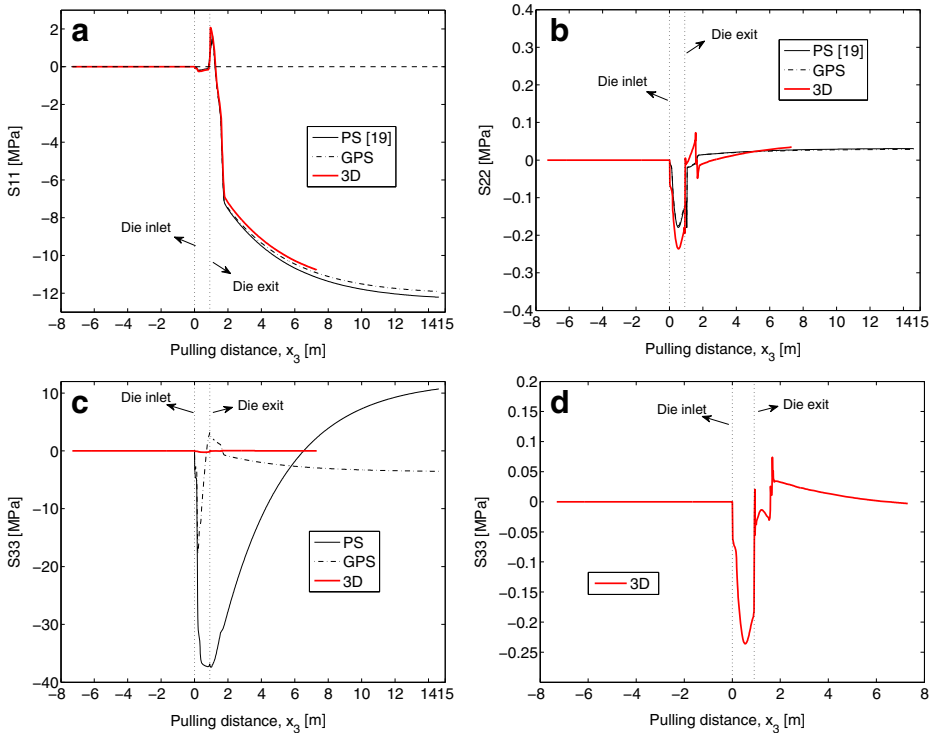 a
S11 [MPa]
2
0
−2
−4
−6
−8
−10
−12
PS [19]
GPS
3D
Die inlet
Die exit
−8 −6 −4 −2 0 2 4 6 8 10 12 1415
Pulling distance, x3 [m]
b
S22 [MPa]
0.4
0.3
0.2
0.1
0
−0.1
−0.2
−0.3
−0.4
Die exit
Die inlet
PS [19]
GPS
3D
−8 −6 −4 −2 0 2 4 6 8 10 12 1415
Pulling distance, x3 [m]
c
S33 [MPa]
10
0
−10
−20
−30
−40
Die inlet
Die exit
PS
GPS
3D
−8 −6 −4 −2 0 2 4 6 8 10 12 1415
Pulling distance, x3 [m]
d
S33 [MPa]
0.2
0.15
0.1
0.05
0
−0.05
−0.1
−0.15
−0.2
−0.25
Die inlet
Die exit
3D
−8 −6 −4 −2 0 2 4 6 8
Pulling distance, x3 [m]